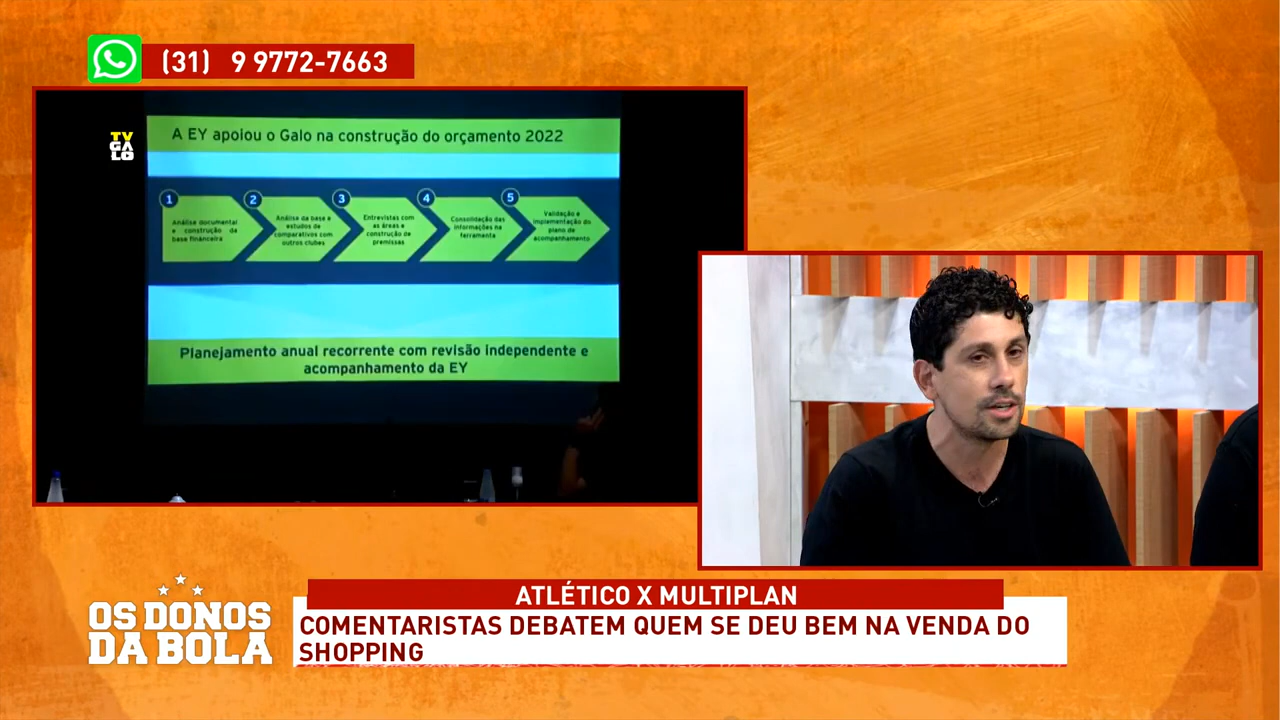 (31) 9 9772-7663
TV
GA
LO
A EY apoiou o Galo na construção do orçamento 2022
1
2
3
4
5
Análise documental
e construção da
base financeira
Análise da base e
estudos de
comparativos com
outros clubes
Entrevistas com
as áreas e
construção de
premissas
Consolidação das
informações na
ferramenta
Validação e
implementação do
plano de
acompanhamento
Planejamento anual recorrente com revisão independente e
acompanhamento da EY
OS DONOS
DA BOLA
ATLÉTICO X MULTIPLAN
COMENTARISTAS DEBATEM QUEM SE DEU BEM NA VENDA DO
SHOPPING